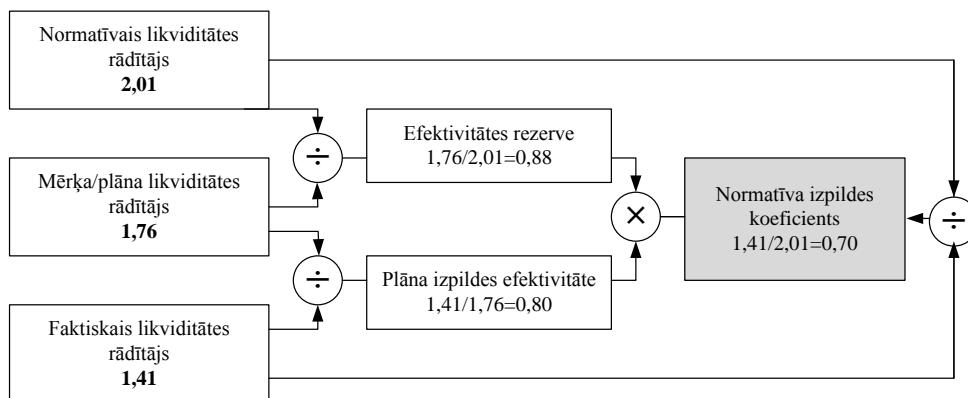 Normatīvais likviditātes
rādītājs
2,01
÷
Efektivitātes rezerve
1,76/2,01=0,88
Mērķa/plāna likviditātes
rādītājs
1,76
×
Normatīva izpildes
koeficients
1,41/2,01=0,70
÷
÷
Plāna izpildes efektivitāte
1,41/1,76=0,80
Faktiskais likviditātes
rādītājs
1,41